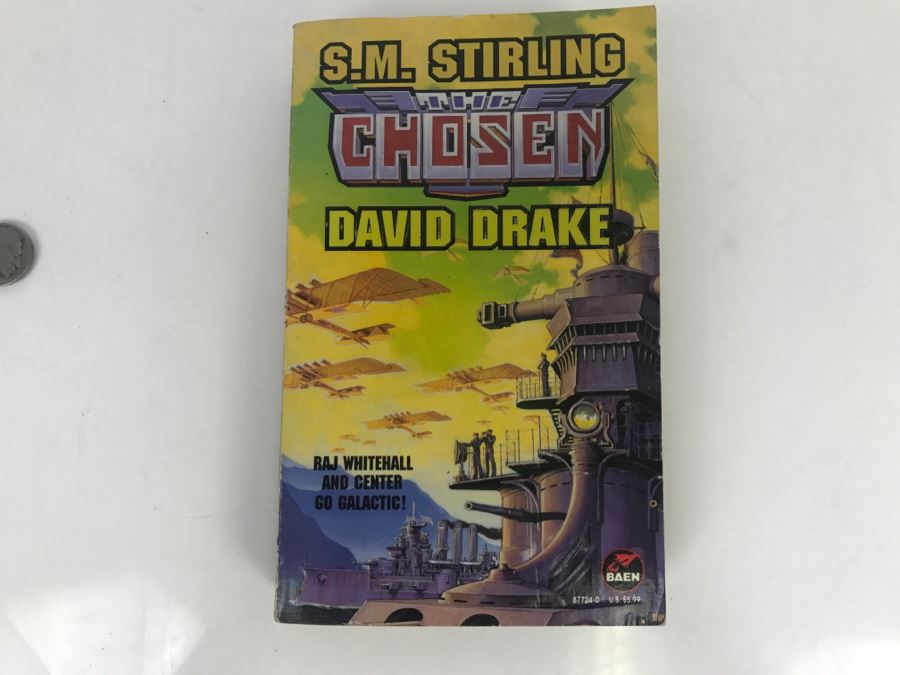 S.M. STIRLING
THE
CHOSEN
DAVID DRAKE
RAJ WHITEHALL
AND CENTER
GO GALACTIC!
BAEN
87724-0 U.S. $5.99